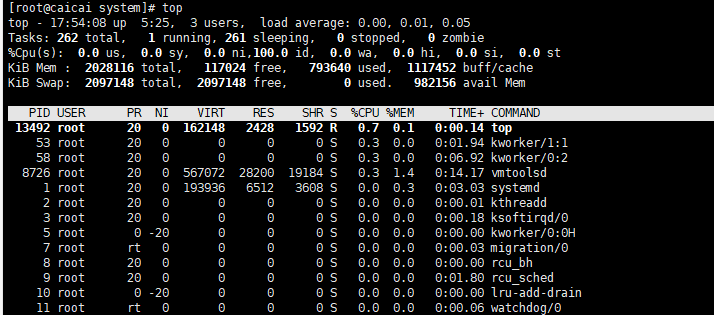 [root@caicai system]# top
top - 17:54:08 up  5:25,  3 users,  load average: 0.00, 0.01, 0.05
Tasks: 262 total,   1 running, 261 sleeping,   0 stopped,   0 zombie
%Cpu(s):  0.0 us,  0.0 sy,  0.0 ni,100.0 id,  0.0 wa,  0.0 hi,  0.0 si,  0.0 st
KiB Mem :  2028116 total,   117024 free,   793640 used,  1117452 buff/cache
KiB Swap:  2097148 total,  2097148 free,        0 used.   982156 avail Mem
PID USER      PR  NI    VIRT    RES    SHR S  %CPU %MEM     TIME+ COMMAND
13492 root      20   0  162148   2428   1592 R   0.7  0.1   0:00.14 top
53 root      20   0       0      0      0 S   0.3  0.0   0:01.94 kworker/1:1
58 root      20   0       0      0      0 S   0.3  0.0   0:06.92 kworker/0:2
8726 root      20   0  567072  28200  19184 S   0.3  1.4   0:14.17 vmtoolsd
1 root      20   0  193936   6512   3608 S   0.0  0.3   0:03.03 systemd
2 root      20   0       0      0      0 S   0.0  0.0   0:00.01 kthreadd
3 root      20   0       0      0      0 S   0.0  0.0   0:00.18 ksoftirqd/0
5 root       0 -20       0      0      0 S   0.0  0.0   0:00.00 kworker/0:0H
7 root      rt   0       0      0      0 S   0.0  0.0   0:00.03 migration/0
8 root      20   0       0      0      0 S   0.0  0.0   0:00.00 rcu_bh
9 root      20   0       0      0      0 S   0.0  0.0   0:01.80 rcu_sched
10 root       0 -20       0      0      0 S   0.0  0.0   0:00.00 lru-add-drain
11 root      rt   0       0      0      0 S   0.0  0.0   0:00.06 watchdog/0